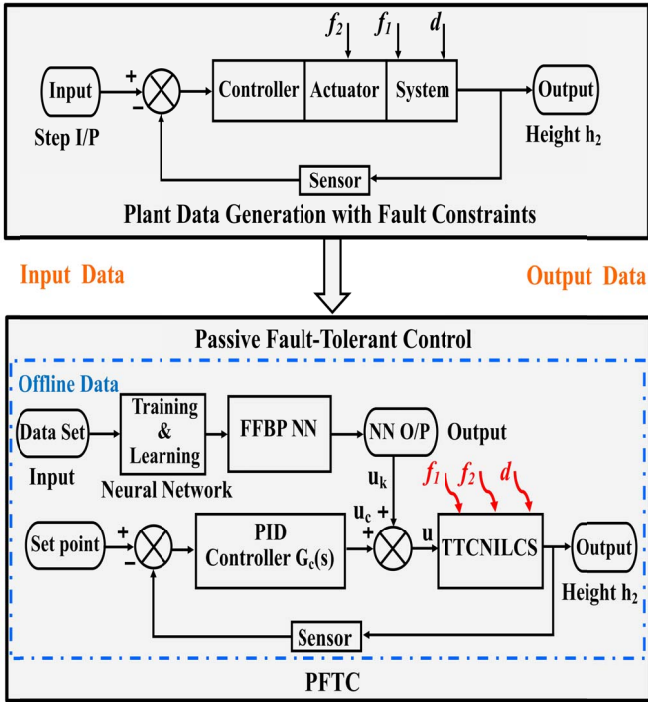 f2 f1 d
Input
+
−
Controller Actuator System
Output
Step I/P
Height h2
Sensor
Plant Data Generation with Fault Constraints
Input Data
Output Data
Passive Fault-Tolerant Control
Offline Data
Data Set
Training
&
Learning
FFBP NN
NN O/P
Output
Input
Neural Network
uk
f1 f2 d
Set point
+
−
PID
Controller Gc(s)
uc +
+
u
TTCNILCS
Output
Height h2
Sensor
PFTC